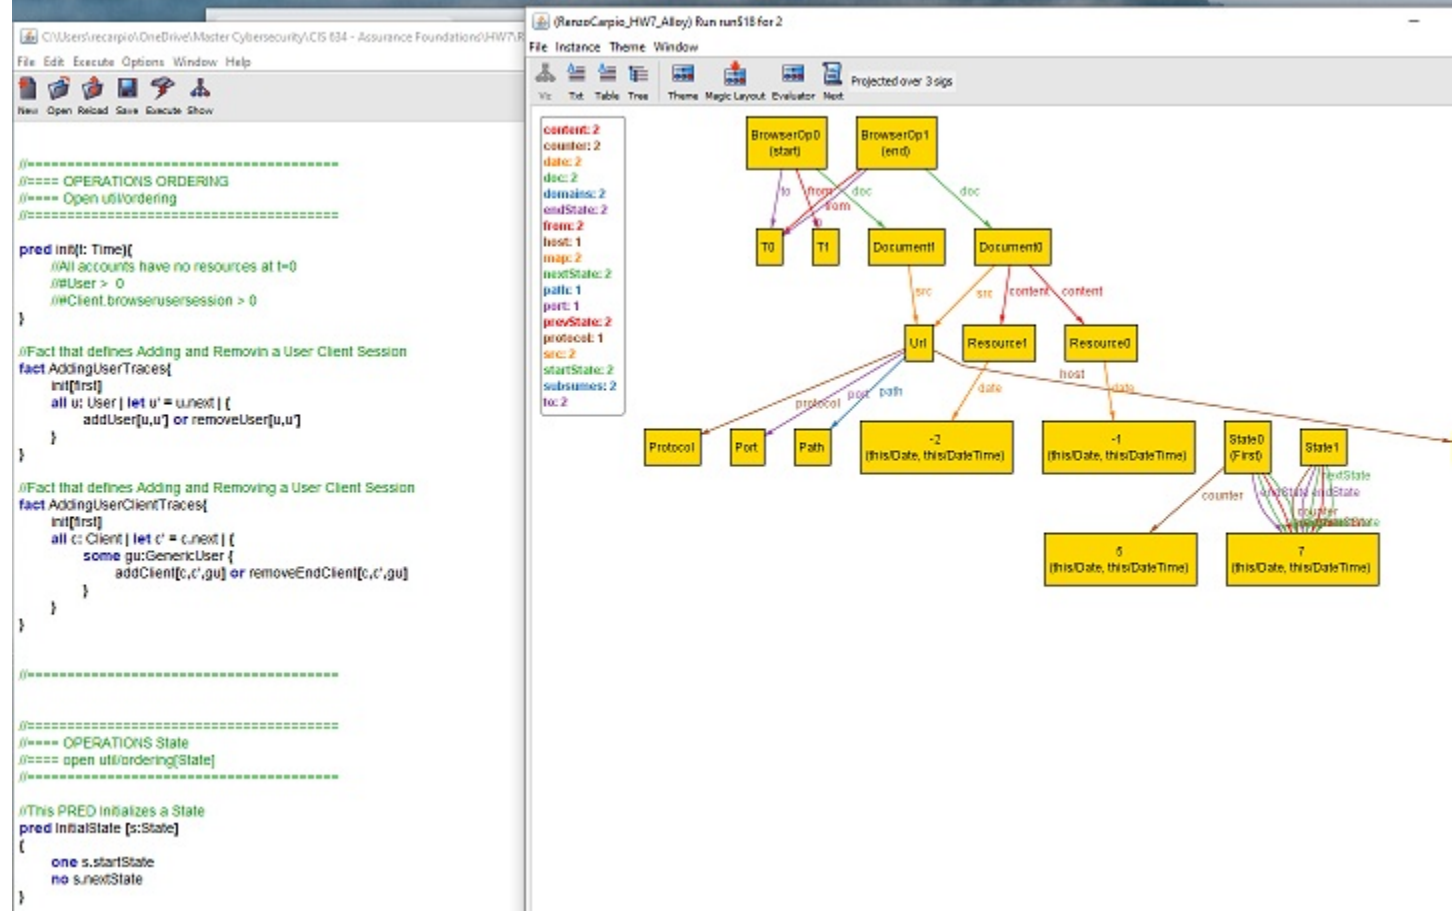 C:\Users\recarpio\OneDrive\Master Cybersecurity\CIS 634 - Assurance Foundations\HW7\R
File Edit Execute Options Window Help
New Open Reload Save Execute Show
//=====================================
//==== OPERATIONS ORDERING
//==== Open util/ordering
//=====================================
pred init(t: Time){
//All accounts have no resources at t=0
//#User > 0
//#Client.browserusersession > 0
}
//Fact that defines Adding and Removin a User Client Session
fact AddingUserTraces{
init[first]
all u: User | let u' = u.next | {
addUser[u,u'] or removeUser[u,u']
}
}
//Fact that defines Adding and Removing a User Client Session
fact AddingUserClientTraces{
init[first]
all c: Client | let c' = c.next | {
some gu:GenericUser {
addClient[c,c',gu] or removeEndClient[c,c',gu]
}
}
}
//=====================================
//=====================================
//==== OPERATIONS State
//==== open util/ordering[State]
//=====================================
//This PRED Initializes a State
pred InitialState [s:State]
{
one s.startState
no s.nextState
}
(RenzoCarpio_HW7_Alloy) Run run$18 for 2
File Instance Theme Window
Viz Txt Table Tree Theme Magic Layout Evaluator Next Projected over 3 sigs
content: 2
counter: 2
date: 2
doc: 2
domains: 2
endState: 2
from: 2
host: 1
map: 2
nextState: 2
path: 1
port: 1
prevState: 2
protocol: 1
src: 2
startState: 2
subsumes: 2
to: 2
BrowserOp0
(start)
BrowserOp1
(end)
to from doc doc
from
T0 T1 Document1 Document0
src src content content
Url Resource1 Resource0
protocol port path date date host
Protocol Port Path
-2
(this/Date, this/DateTime)
-1
(this/Date, this/DateTime)
State0
(First)
State1
nextState
counter endState endState
counter
6
(this/Date, this/DateTime)
7
(this/Date, this/DateTime)